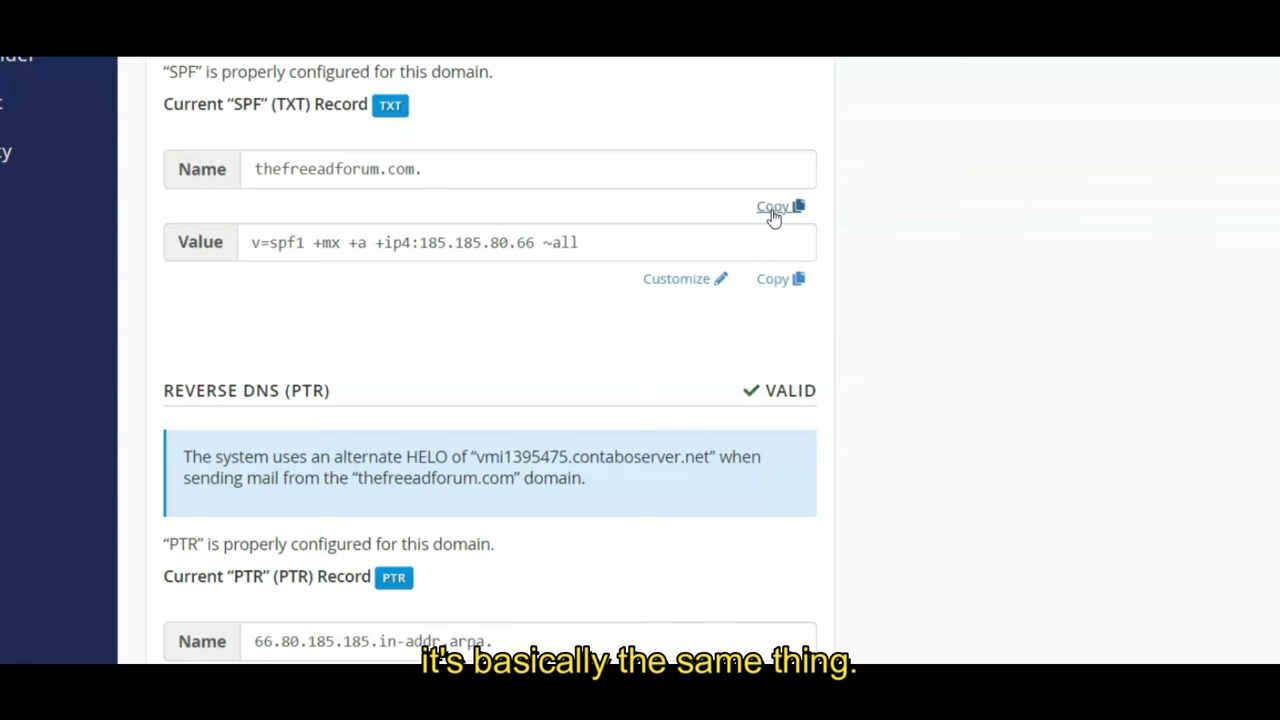 “SPF” is properly configured for this domain.
Current “SPF” (TXT) Record TXT
Name thefreeadforum.com.
Copy
Value v=spf1 +mx +a +ip4:185.185.80.66 ~all
Customize Copy
REVERSE DNS (PTR) VALID
The system uses an alternate HELO of “vmi1395475.contaboserver.net” when
sending mail from the “thefreeadforum.com” domain.
“PTR” is properly configured for this domain.
Current “PTR” (PTR) Record PTR
Name 66.80.185.185.in-addr.arpa.
it's basically the same thing.